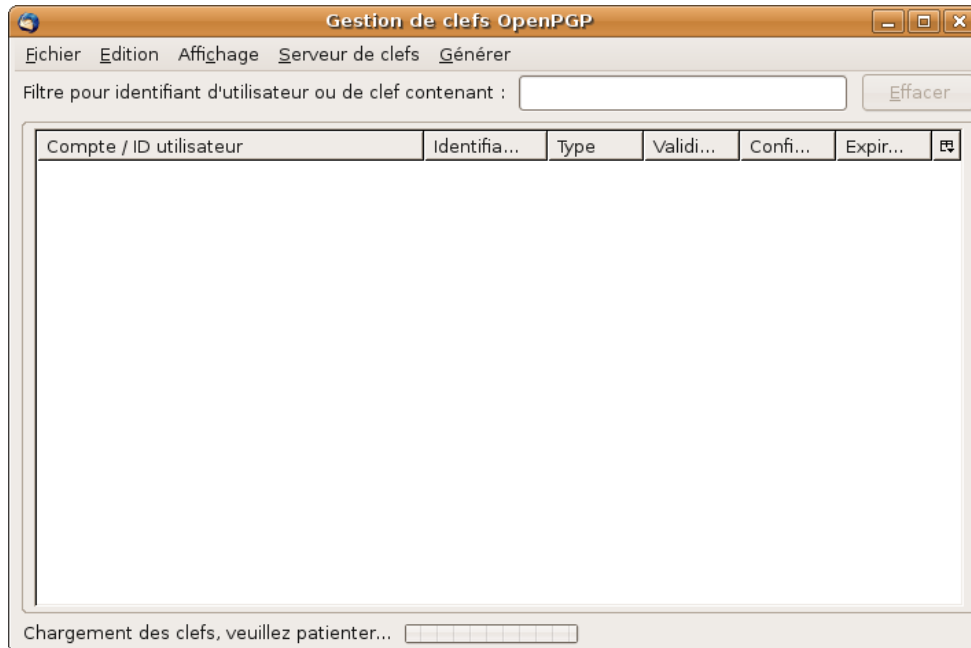 Gestion de clefs OpenPGP
Fichier Edition Affichage Serveur de clefs Générer
Filtre pour identifiant d'utilisateur ou de clef contenant : Effacer
Compte / ID utilisateur Identifia... Type Validi... Confi... Expir...
Chargement des clefs, veuillez patienter...